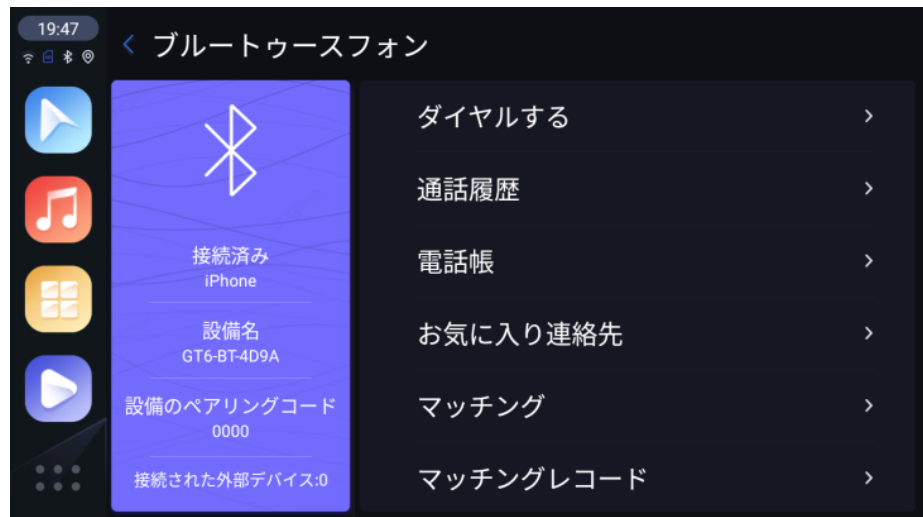 19:47
ブルートゥースフォン
接続済み
iPhone
設備名
GT6-BT-4D9A
設備のペアリングコード
0000
接続された外部デバイス:0
ダイヤルする
通話履歴
電話帳
お気に入り連絡先
マッチング
マッチングレコード